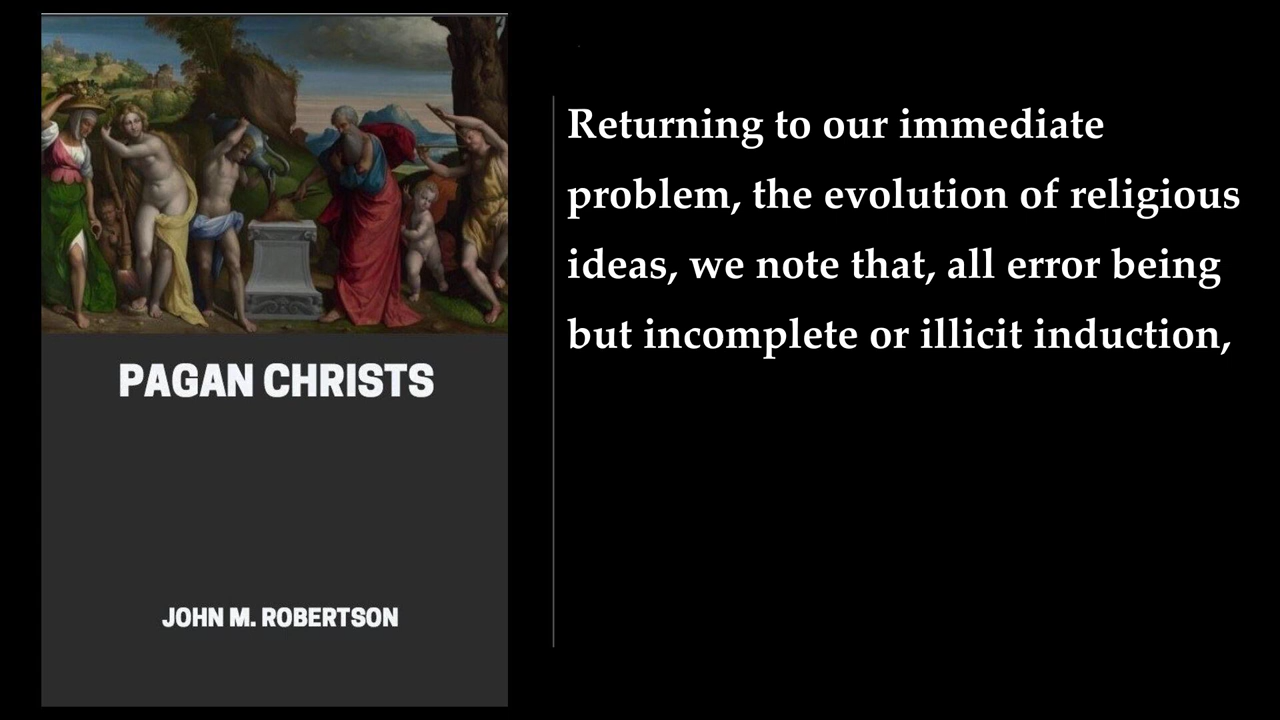 PAGAN CHRISTS
JOHN M. ROBERTSON
Returning to our immediate
problem, the evolution of religious
ideas, we note that, all error being
but incomplete or illicit induction,